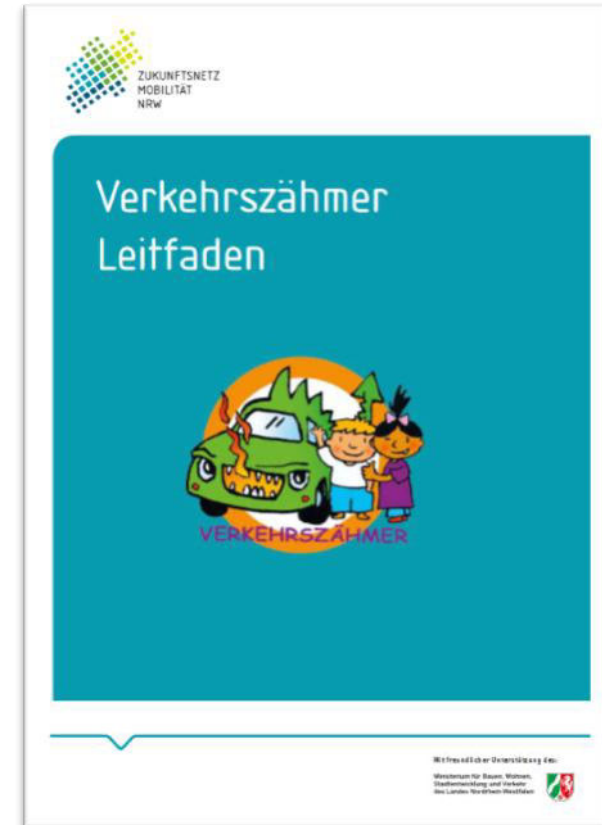 ZUKUNFTSNETZ
MOBILITÄT
NRW
Verkehrszähmer
Leitfaden
VERKEHRSZÄHMER
Mit freundlicher Unterstützung des:
Ministerium für Bauen, Wohnen,
Stadtentwicklung und Verkehr
des Landes Nordrhein-Westfalen